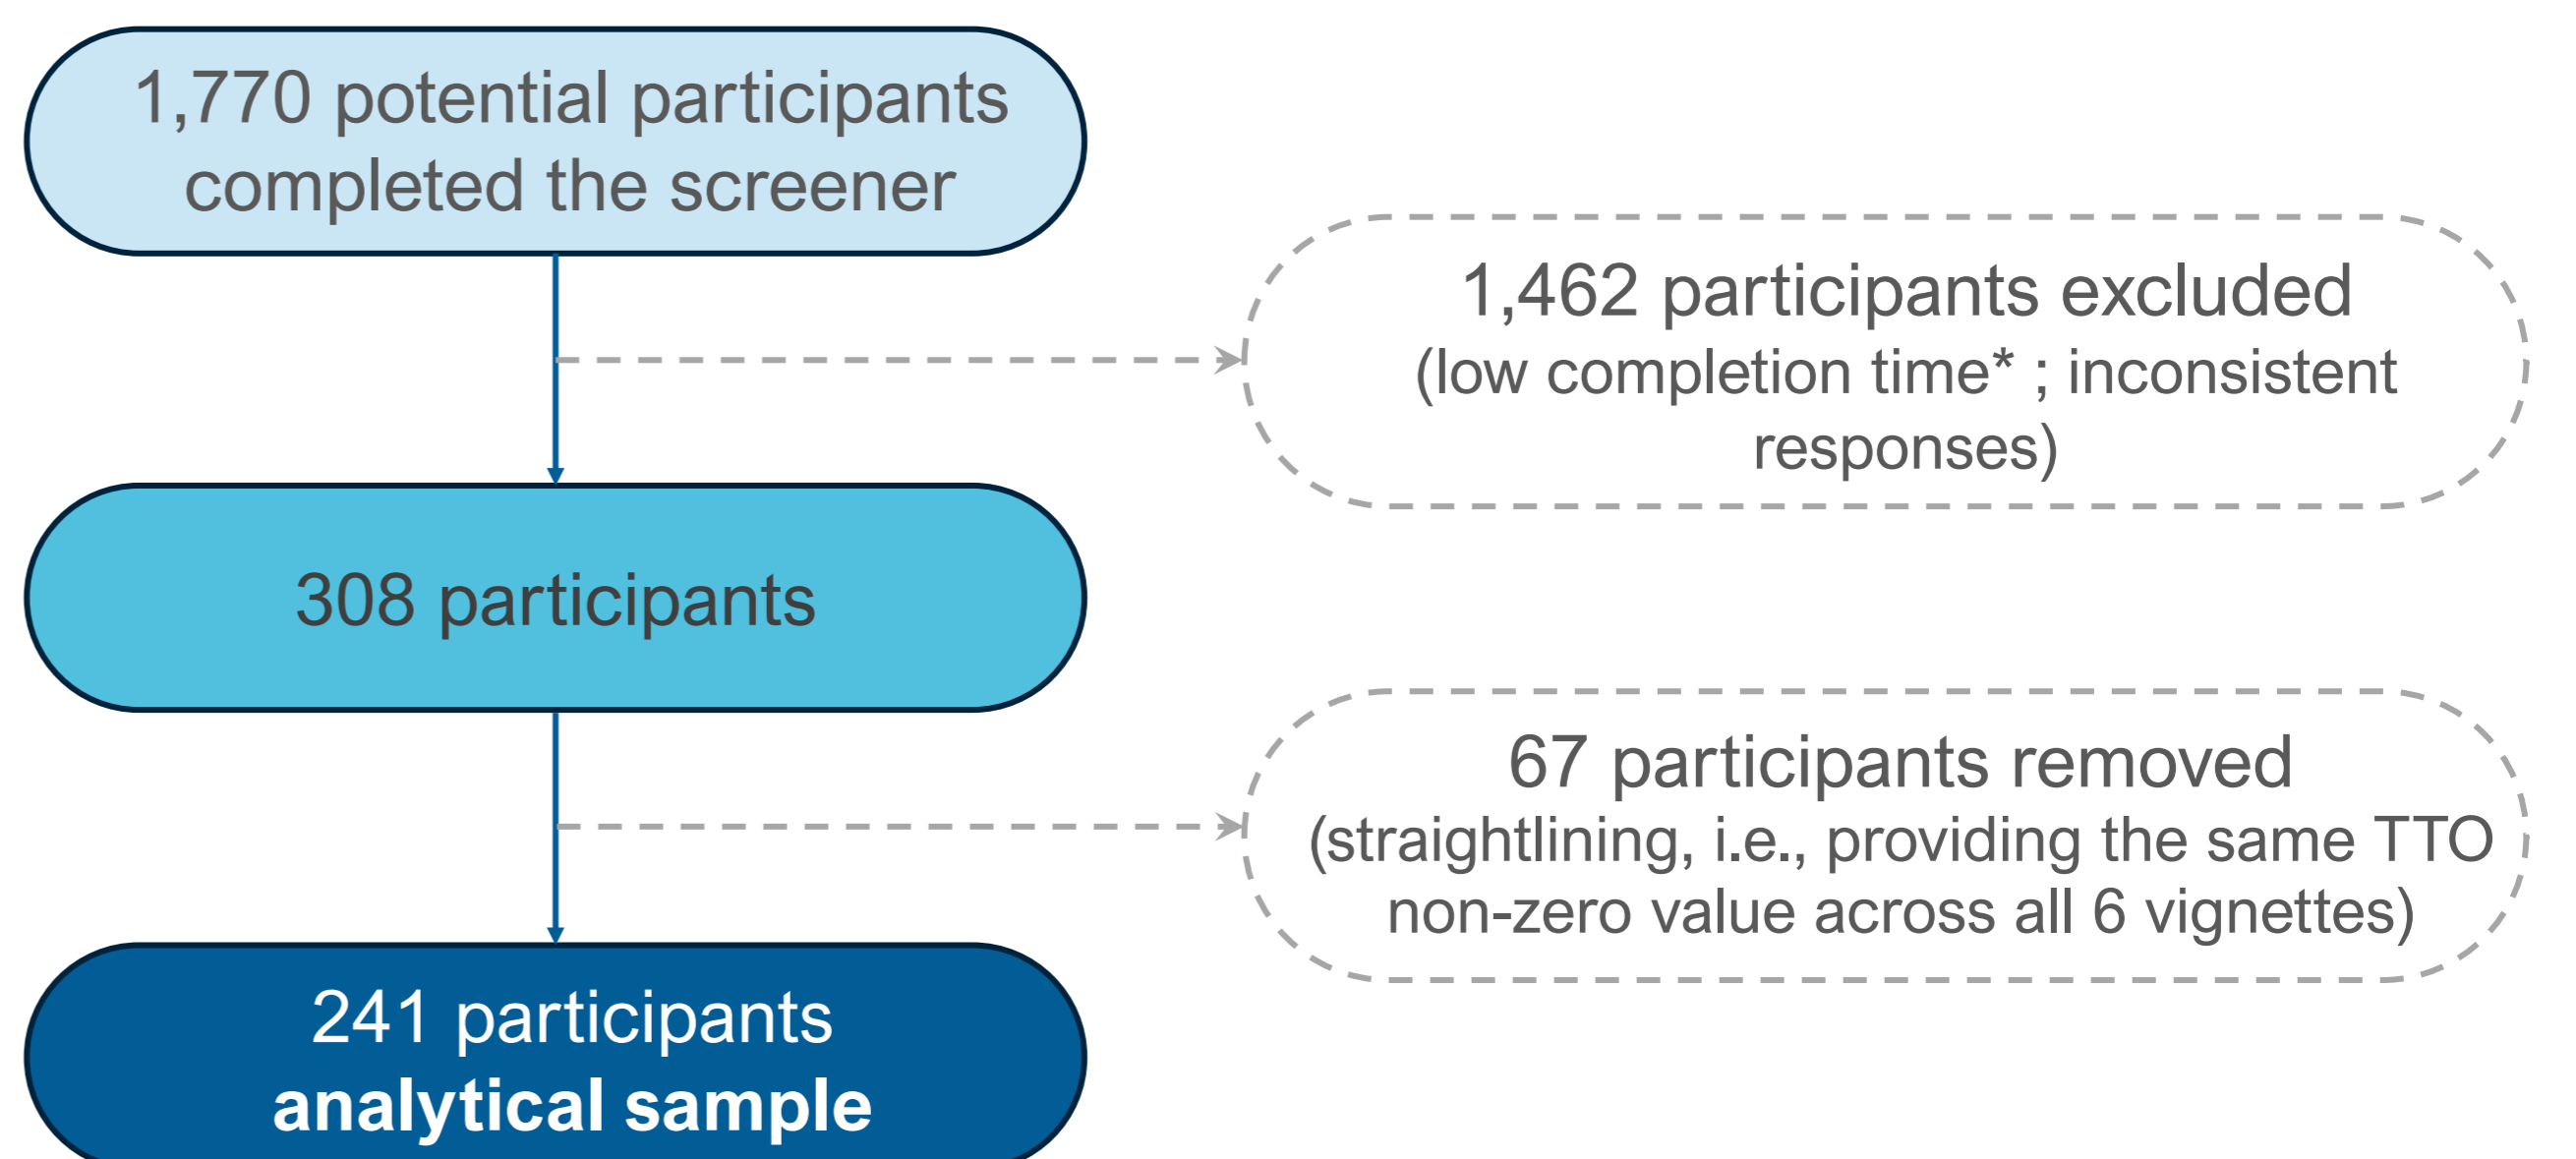 1,770 potential participants
completed the screener
1,462 participants excluded
(low completion time* ; inconsistent
responses)
308 participants
67 participants removed
(straightlining, i.e., providing the same TTO
non-zero value across all 6 vignettes)
241 participants
analytical sample